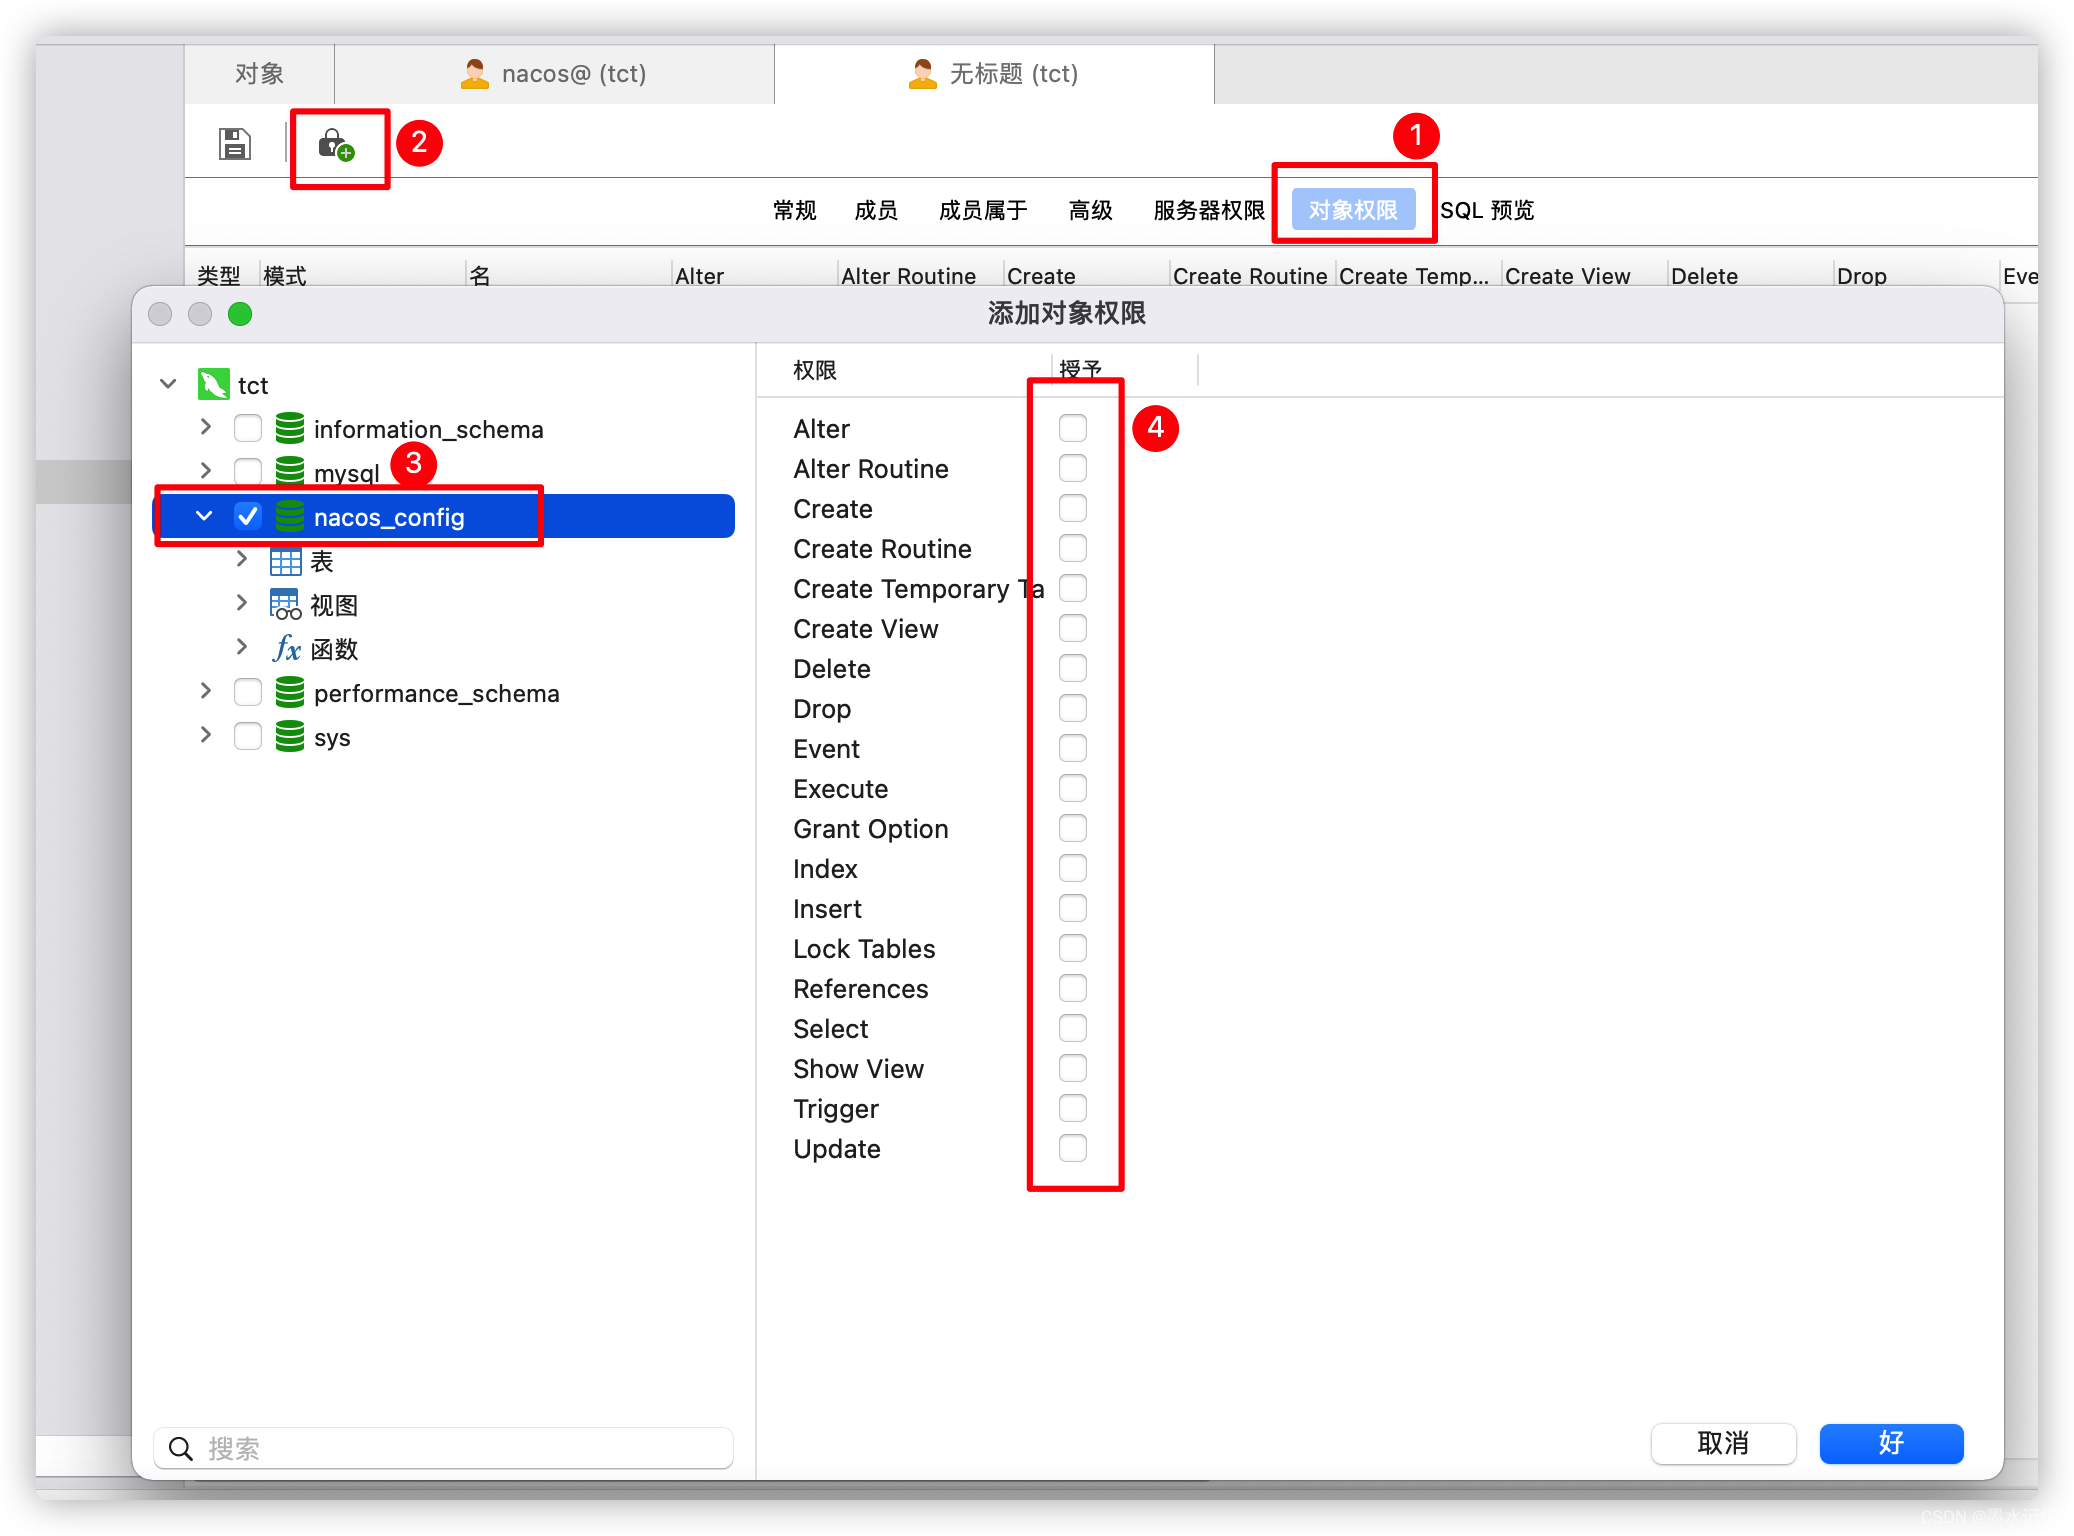 对象
nacos@ (tct)
无标题 (tct)
2
1
常规 成员 成员属于 高级 服务器权限 对象权限 SQL 预览
类型 模式 名 Alter Alter Routine Create Create Routine Create Temp... Create View Delete Drop Eve
添加对象权限
tct
information_schema
mysql
3
nacos_config
表
视图
函数
performance_schema
sys
搜索
权限 授予
4
Alter
Alter Routine
Create
Create Routine
Create Temporary Ta
Create View
Delete
Drop
Event
Execute
Grant Option
Index
Insert
Lock Tables
References
Select
Show View
Trigger
Update
取消 好
CSDN